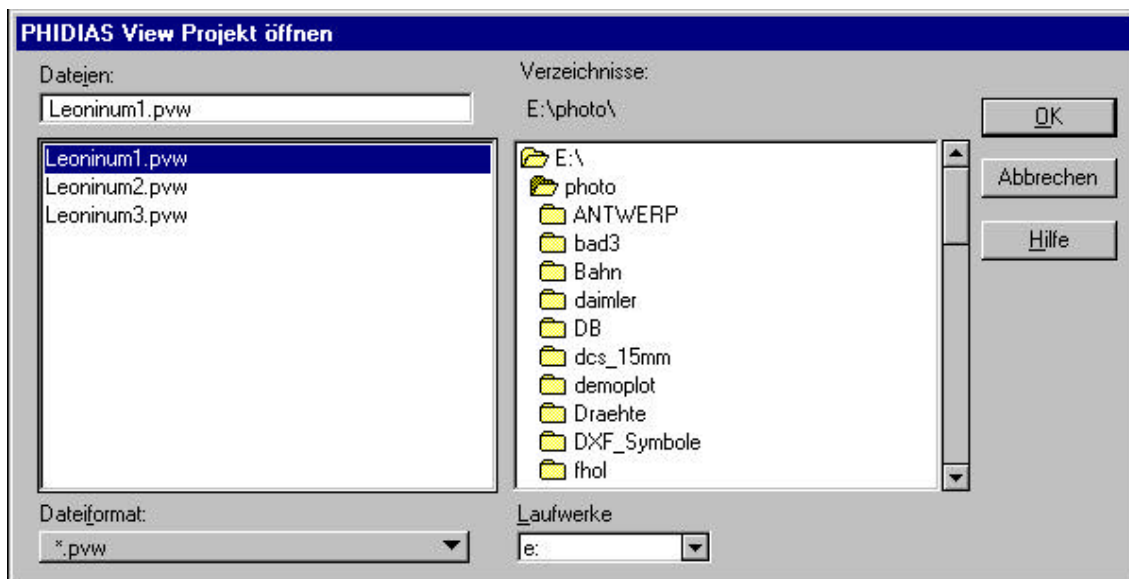 PHIDIAS View Projekt öffnen
Dateien:
Leoninum1.pvw
Leoninum1.pvw
Leoninum2.pvw
Leoninum3.pvw
Dateiformat:
*.pvw
Verzeichnisse:
E:\photo\
E:\
photo
ANTWERP
bad3
Bahn
daimler
DB
dcs_15mm
demoplot
Draehte
DXF_Symbole
fhol
Laufwerke
e:
OK
Abbrechen
Hilfe